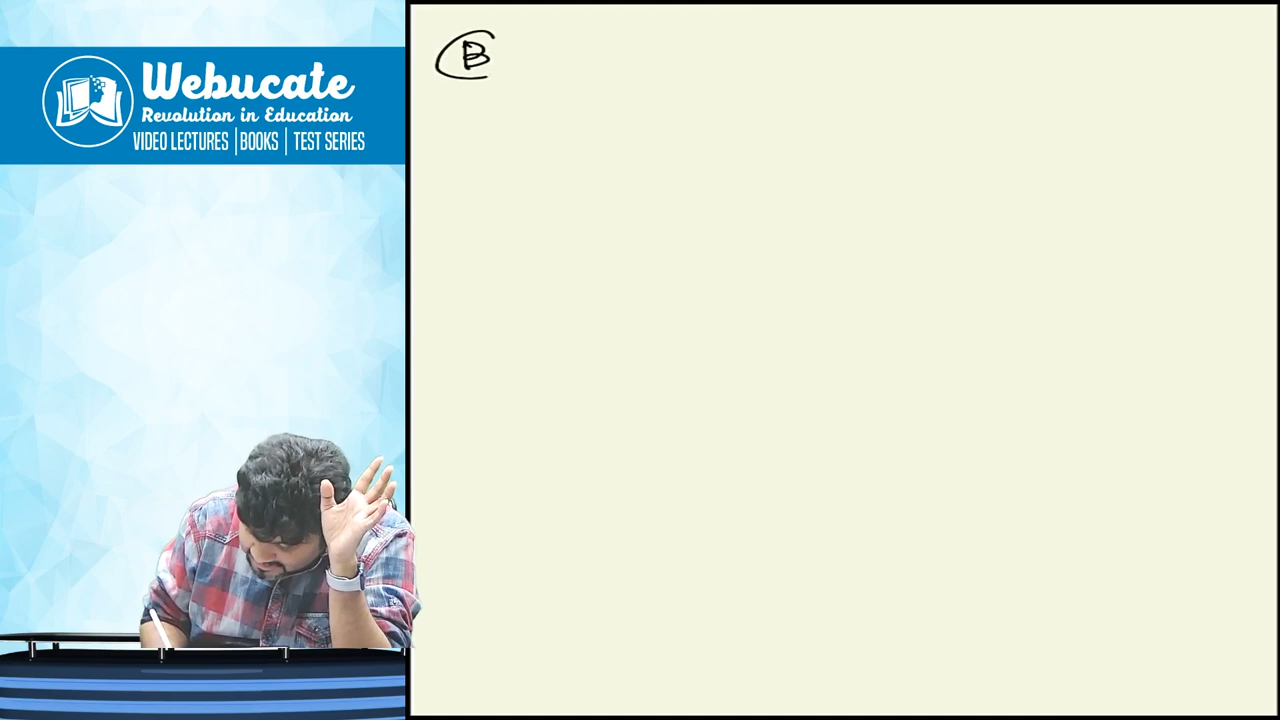 Webucate
Revolution in Education
VIDEO LECTURES | BOOKS | TEST SERIES
B